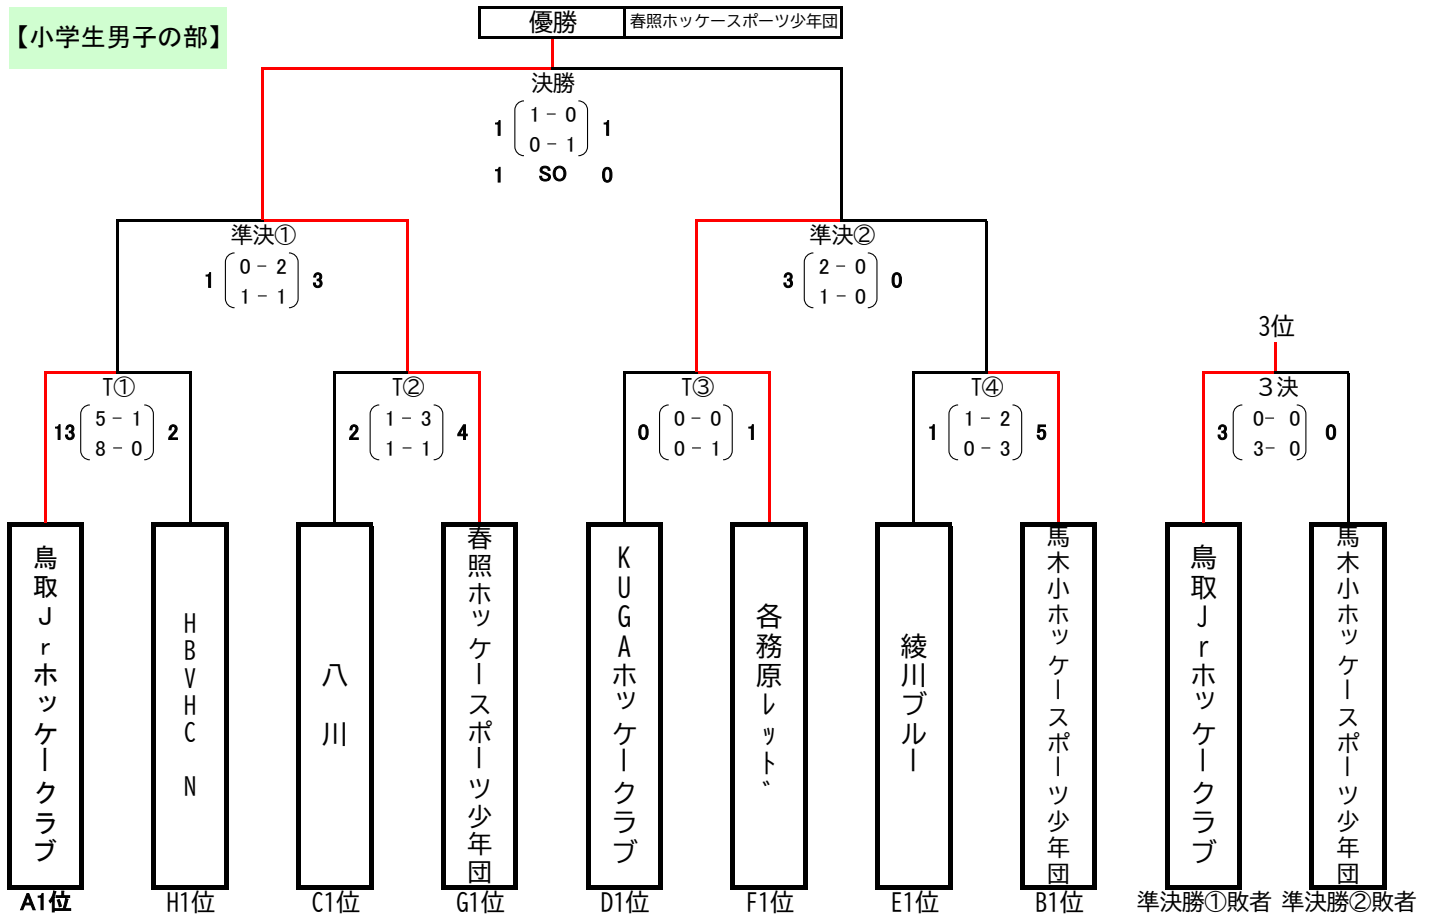 【小学生男子の部】
優勝 春照ホッケースポーツ少年団
決勝
1 1 - 0 1
0 - 1
1 SO 0
準決① 準決②
1 0 - 2 3 3 2 - 0 0
1 - 1 1 - 0
3位
T① T② T③ T④ 3決
13 5 - 1 2 2 1 - 3 4 0 0 - 0 1 1 1 - 2 5 3 0- 0 0
8 - 0 1 - 1 0 - 1 0 - 3 3- 0
鳥取Jrホッケークラブ
HBVHC N
八川
春照ホッケースポーツ少年団
KUGAホッケークラブ
各務原レッド
綾川ブルー
馬木小ホッケースポーツ少年団
鳥取Jrホッケークラブ
馬木小ホッケースポーツ少年団
A1位 H1位 C1位 G1位 D1位 F1位 E1位 B1位 準決勝①敗者 準決勝②敗者